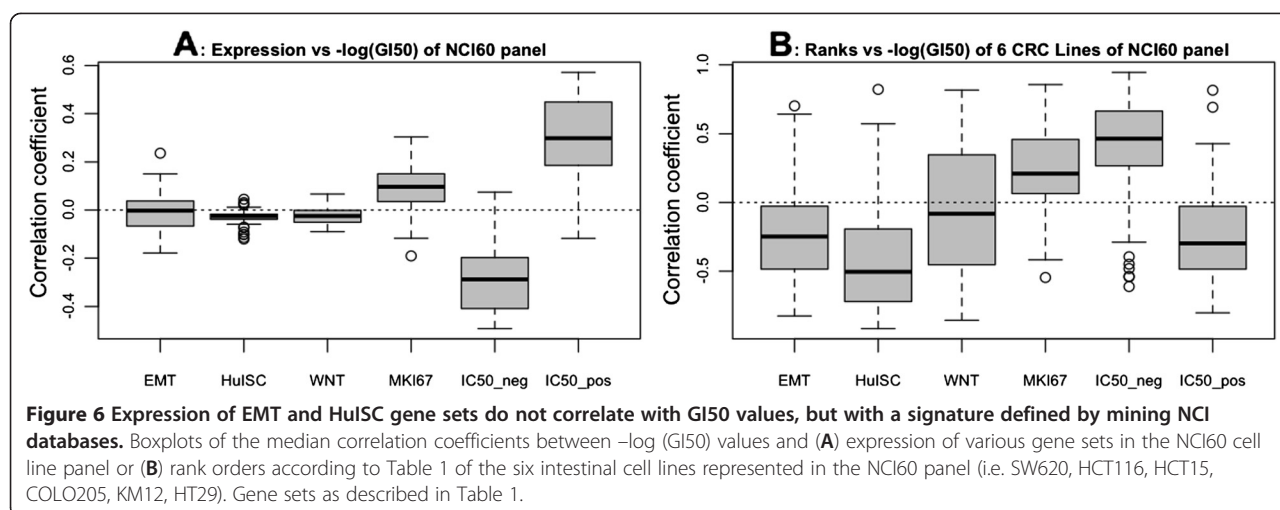 A: Expression vs -log(GI50) of NCI60 panel
Correlation coefficient
0.6
0.4
0.2
0.0
-0.2
-0.4
EMT HuISC WNT MKI67 IC50_neg IC50_pos
B: Ranks vs -log(GI50) of 6 CRC Lines of NCI60 panel
Correlation coefficient
1.0
0.5
0.0
-0.5
EMT HuISC WNT MKI67 IC50_neg IC50_pos
Figure 6 Expression of EMT and HuISC gene sets do not correlate with GI50 values, but with a signature defined by mining NCI
databases. Boxplots of the median correlation coefficients between –log (GI50) values and (A) expression of various gene sets in the NCI60 cell
line panel or (B) rank orders according to Table 1 of the six intestinal cell lines represented in the NCI60 panel (i.e. SW620, HCT116, HCT15,
COLO205, KM12, HT29). Gene sets as described in Table 1.